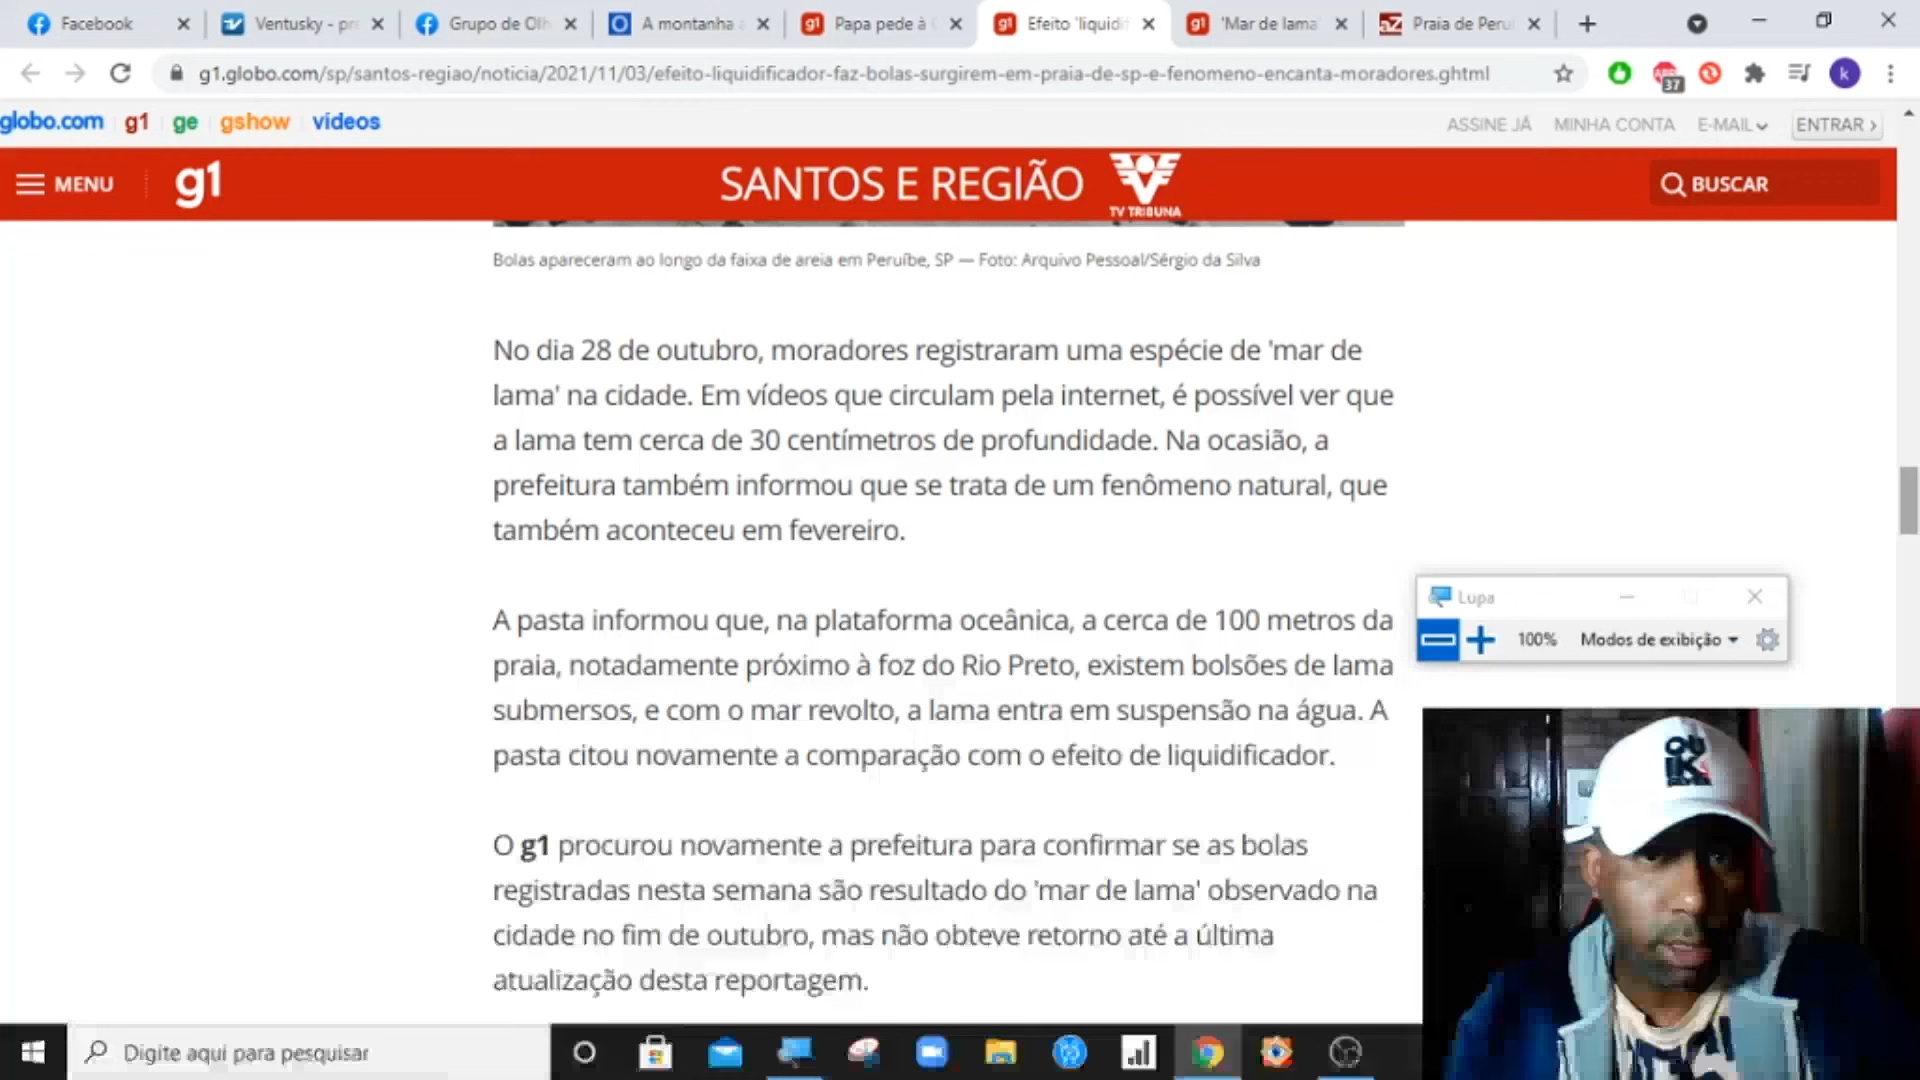 Facebook
Ventusky - pr
Grupo de Olh
A montanha a
Papa pede à
Efeito 'liquidif
'Mar de lama'
Praia de Peru
g1.globo.com/sp/santos-regiao/noticia/2021/11/03/efeito-liquidificador-faz-bolas-surgirem-em-praia-de-sp-e-fenomeno-encanta-moradores.ghtml
37
k
globo.com g1 ge gshow vídeos
ASSINE JÁ MINHA CONTA E-MAIL ENTRAR
MENU g1 SANTOS E REGIÃO TV TRIBUNA BUSCAR
Bolas apareceram ao longo da faixa de areia em Peruíbe, SP — Foto: Arquivo Pessoal/Sérgio da Silva
No dia 28 de outubro, moradores registraram uma espécie de 'mar de
lama' na cidade. Em vídeos que circulam pela internet, é possível ver que
a lama tem cerca de 30 centímetros de profundidade. Na ocasião, a
prefeitura também informou que se trata de um fenômeno natural, que
também aconteceu em fevereiro.
A pasta informou que, na plataforma oceânica, a cerca de 100 metros da
praia, notadamente próximo à foz do Rio Preto, existem bolsões de lama
submersos, e com o mar revolto, a lama entra em suspensão na água. A
pasta citou novamente a comparação com o efeito de liquidificador.
O g1 procurou novamente a prefeitura para confirmar se as bolas
registradas nesta semana são resultado do 'mar de lama' observado na
cidade no fim de outubro, mas não obteve retorno até a última
atualização desta reportagem.
Lupa
100% Modos de exibição
Digite aqui para pesquisar